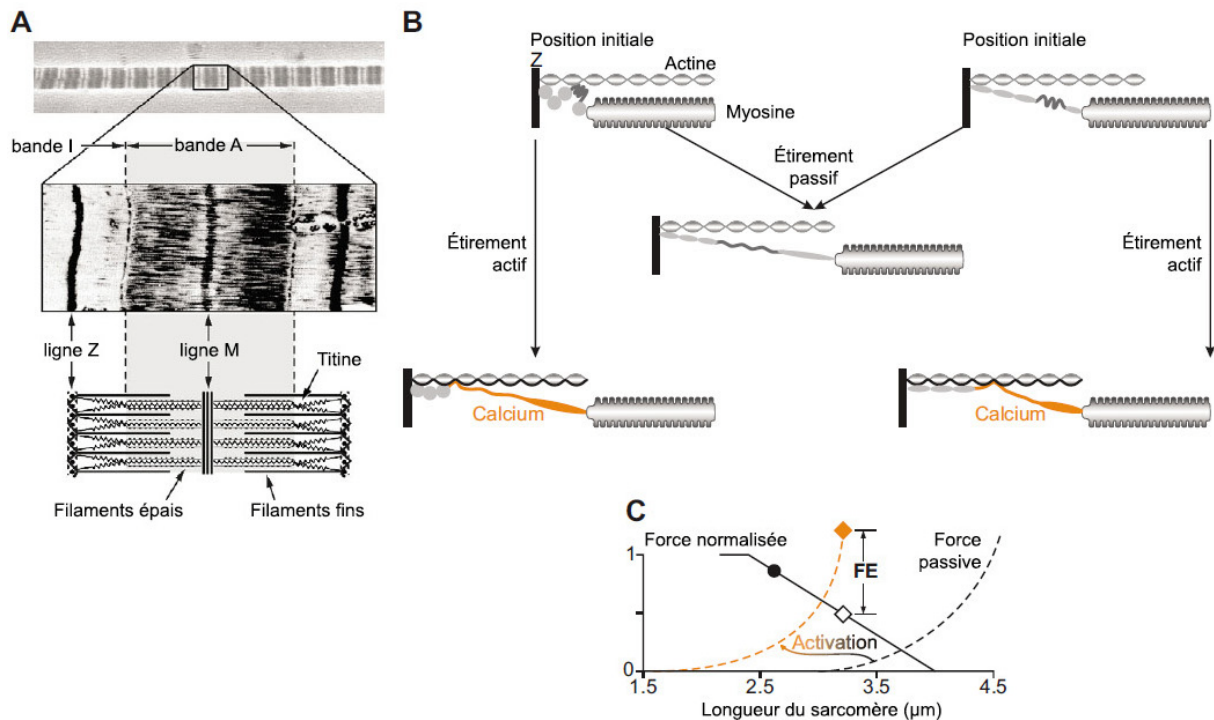 A
bande I
bande A
ligne Z
ligne M
Titine
Filaments épais
Filaments fins
B
Position initiale
Position initiale
Z
Actine
Myosine
Étirement
passif
Étirement
actif
Étirement
actif
Calcium
Calcium
C
Force normalisée
Force
passive
1
FE
Activation
0
1.5
2.5
3.5
4.5
Longueur du sarcomère (µm)